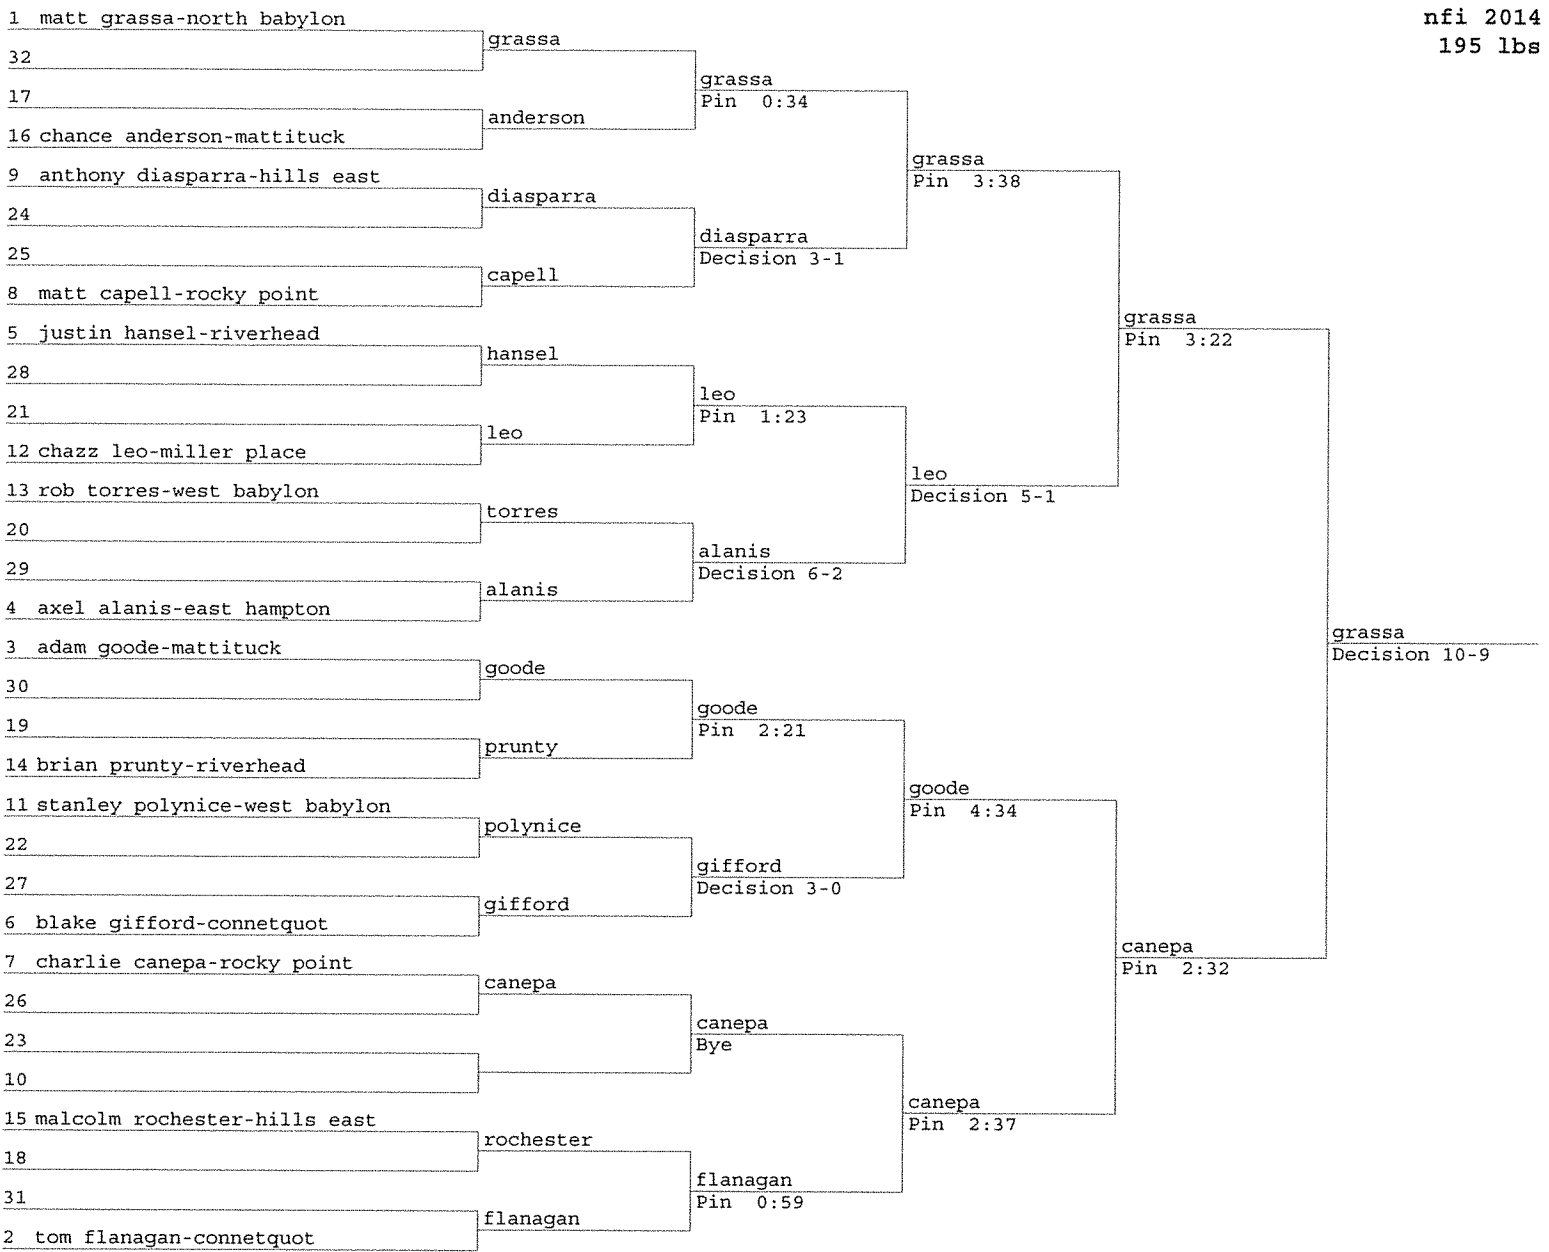 nfi 2014
195 lbs
1 matt grassa-north babylon
32
17
16 chance anderson-mattituck
9 anthony diasparra-hills east
24
25
8 matt capell-rocky point
5 justin hansel-riverhead
28
21
12 chazz leo-miller place
13 rob torres-west babylon
20
29
4 axel alanis-east hampton
3 adam goode-mattituck
30
19
14 brian prunty-riverhead
11 stanley polynice-west babylon
22
27
6 blake gifford-connetquot
7 charlie canepa-rocky point
26
23
10
15 malcolm rochester-hills east
18
31
2 tom flanagan-connetquot
grassa
anderson
diasparra
capell
hansel
leo
torres
alanis
goode
prunty
polynice
gifford
canepa
rochester
flanagan
grassa
Pin 0:34
diasparra
Decision 3-1
leo
Pin 1:23
alanis
Decision 6-2
goode
Pin 2:21
gifford
Decision 3-0
canepa
Bye
flanagan
Pin 0:59
grassa
Pin 3:38
leo
Decision 5-1
goode
Pin 4:34
canepa
Pin 2:37
grassa
Pin 3:22
canepa
Pin 2:32
grassa
Decision 10-9